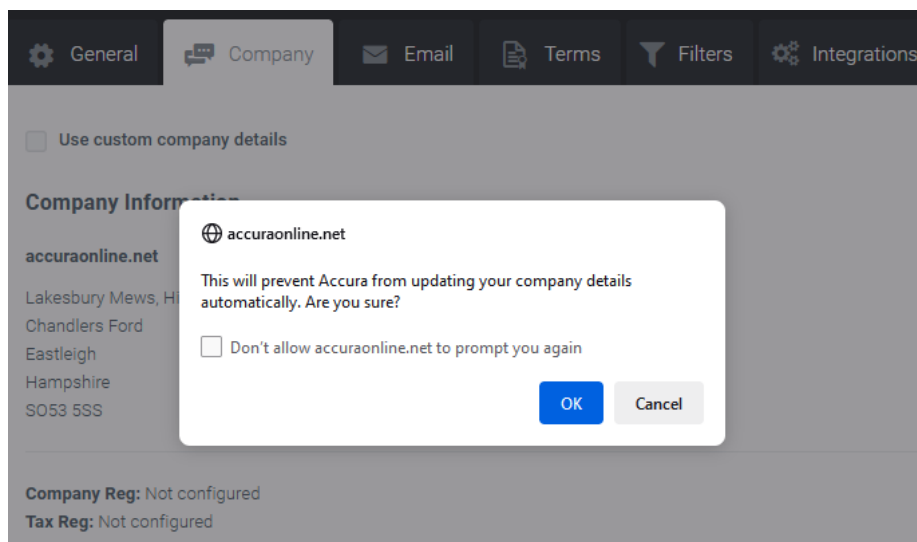 General Company Email Terms Filters Integrations
Use custom company details
Company Information
accuraonline.net
Lakesbury Mews, Hi
Chandlers Ford
Eastleigh
Hampshire
SO53 5SS
accuraonline.net
This will prevent Accura from updating your company details
automatically. Are you sure?
Don't allow accuraonline.net to prompt you again
OK Cancel
Company Reg: Not configured
Tax Reg: Not configured